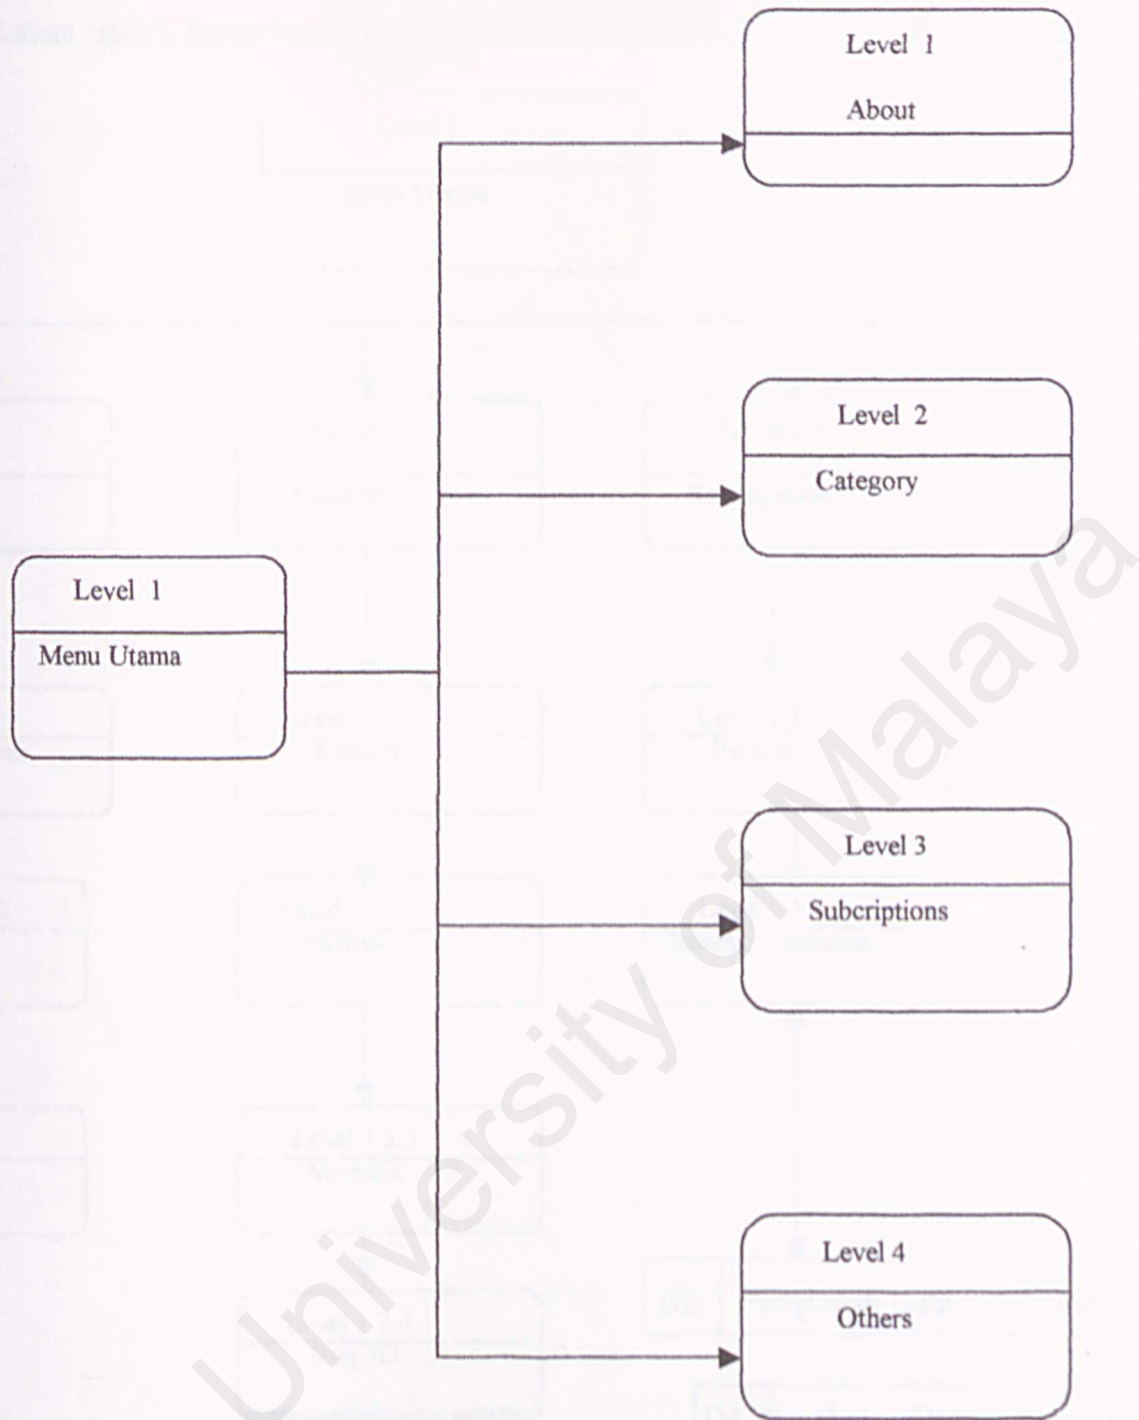 Level 1
About
Level 2
Category
Level 1
Menu Utama
Level 3
Subcriptions
Level 4
Others
University of Malaya